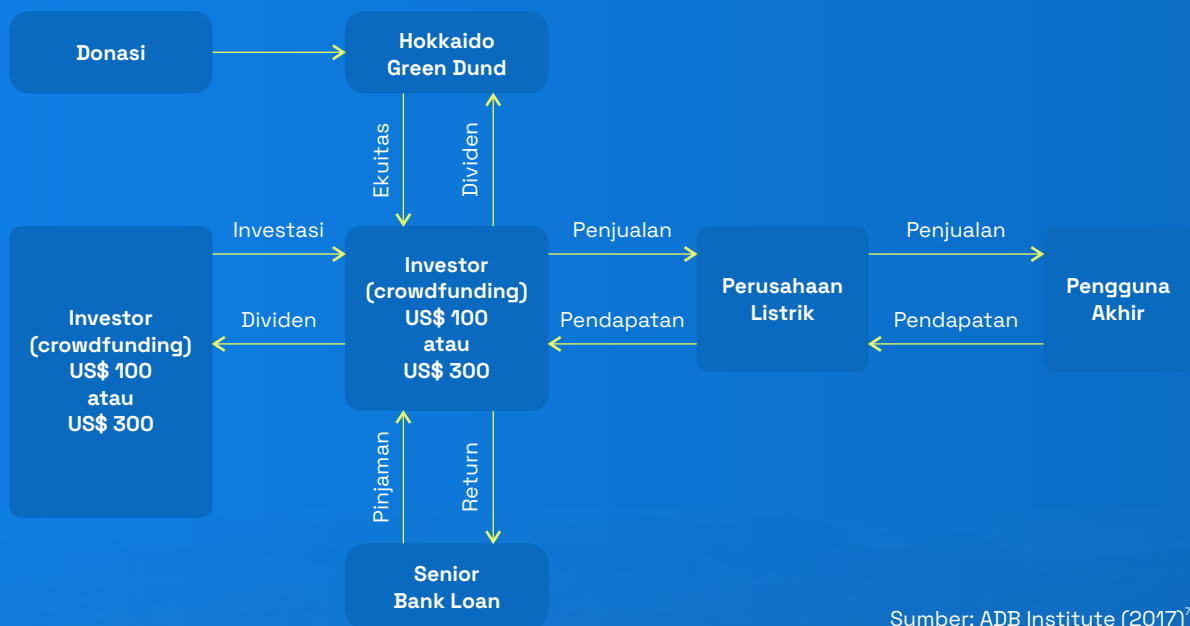 Donasi
Hokkaido
Green Dund
Ekuitas
Dividen
Investor
(crowdfunding)
US$ 100
atau
US$ 300
Investasi
Dividen
Investor
(crowdfunding)
US$ 100
atau
US$ 300
Penjualan
Pendapatan
Perusahaan
Listrik
Penjualan
Pendapatan
Pengguna
Akhir
Pinjaman
Return
Senior
Bank Loan
Sumber: ADB Institute (2017)⁷